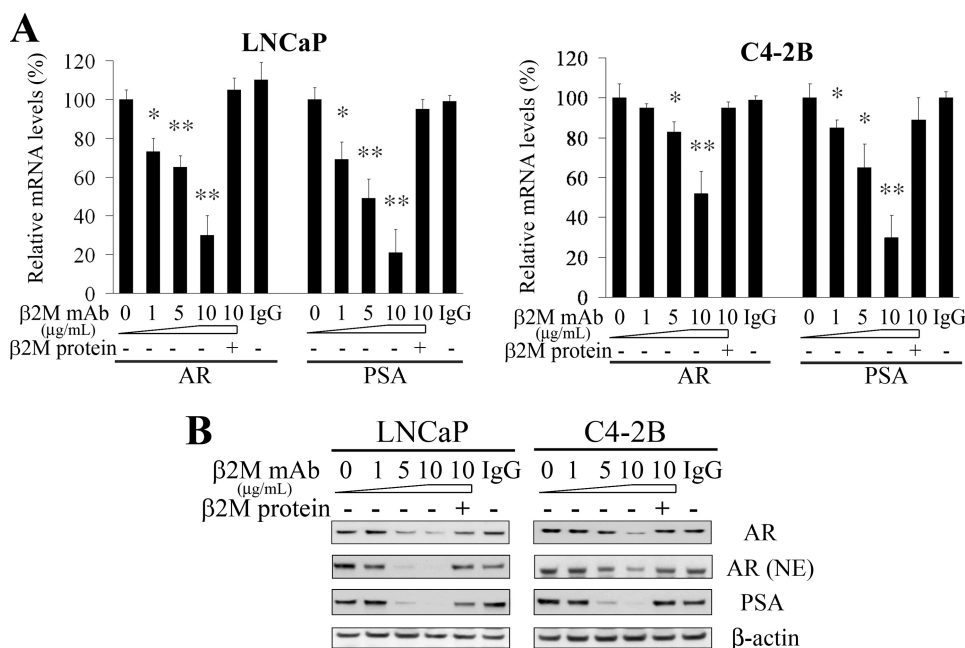 A
LNCaP
Relative mRNA levels (%)
120
100
80
60
40
20
0
* ** ** * ** **
0 1 5 10 10 IgG 0 1 5 10 10 IgG
β2M mAb
(μg/mL)
β2M protein - - - - + - - - - - + -
AR PSA
C4-2B
Relative mRNA levels (%)
120
100
80
60
40
20
0
* ** * * **
0 1 5 10 10 IgG 0 1 5 10 10 IgG
β2M mAb
(μg/mL)
β2M protein - - - - + - - - - - + -
AR PSA
B
LNCaP C4-2B
β2M mAb 0 1 5 10 10 IgG 0 1 5 10 10 IgG
(μg/mL)
β2M protein - - - - + - - - - - + -
AR
AR (NE)
PSA
β-actin